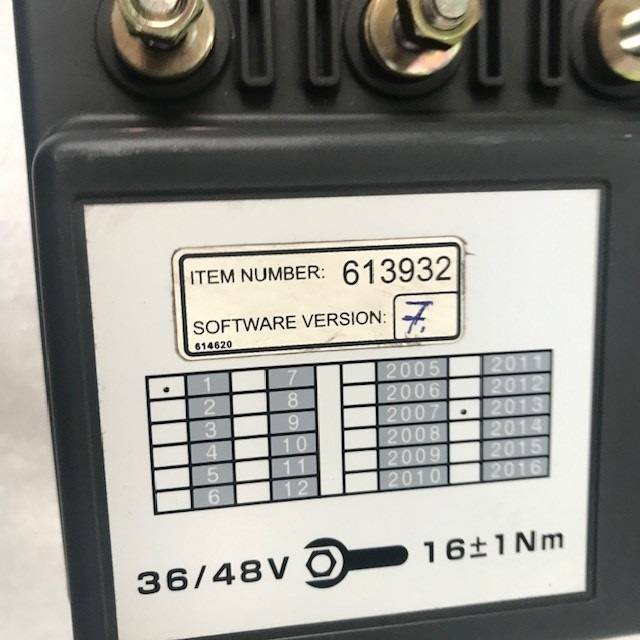 ITEM NUMBER: 613932
SOFTWARE VERSION: 7.
614620
1 7 2005 2011
2 8 2006 2012
3 9 2007 2013
4 10 2008 2014
5 11 2009 2015
6 12 2010 2016
36/48V 16±1Nm